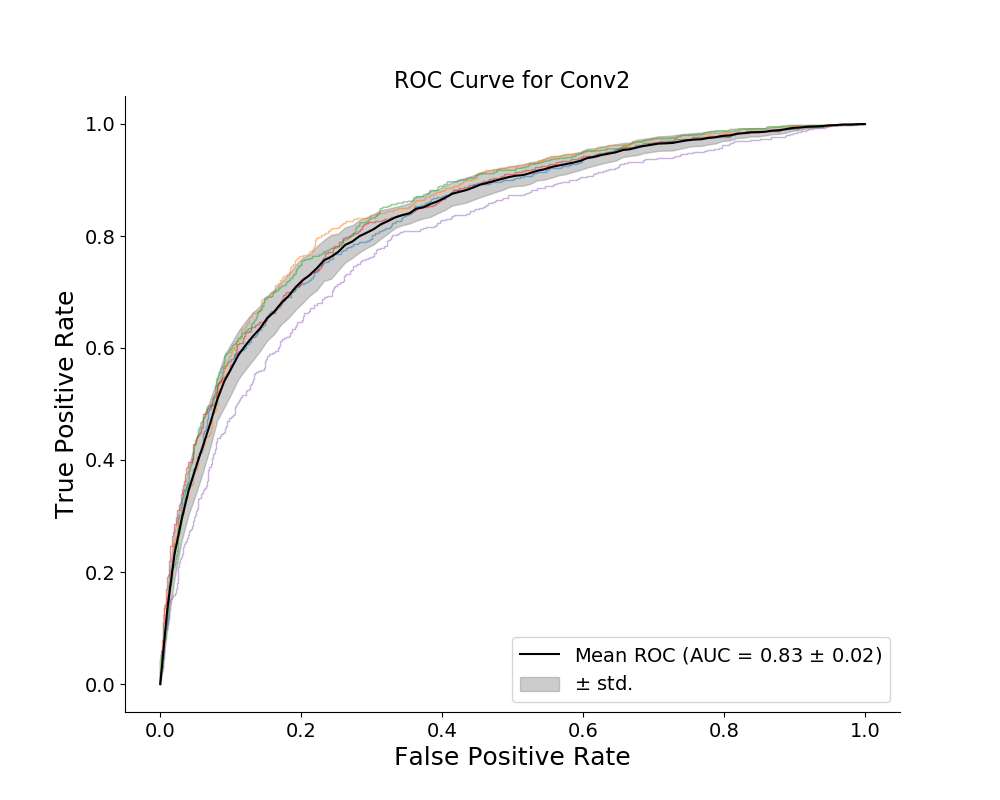 ROC Curve for Conv2
1.0
0.8
0.6
0.4
0.2
0.0
True Positive Rate
Mean ROC (AUC = 0.83 ± 0.02)
± std.
0.0 0.2 0.4 0.6 0.8 1.0
False Positive Rate